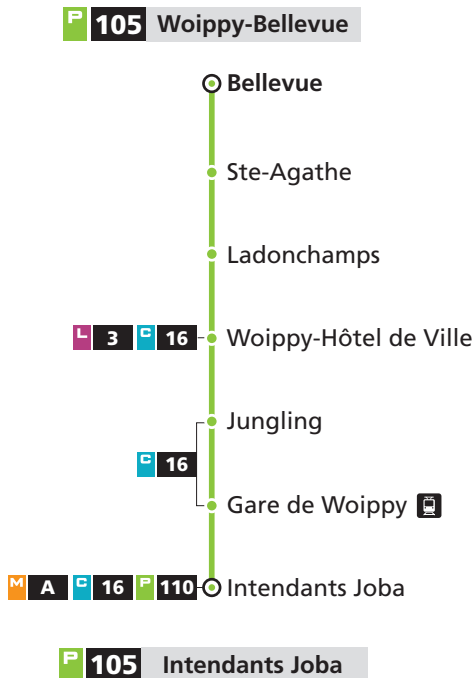 P 105 Woippy-Bellevue
Bellevue
Ste-Agathe
Ladonchamps
L 3 C 16 Woippy-Hôtel de Ville
Jungling
C 16
Gare de Woippy
M A C 16 P 110 Intendants Joba
P 105 Intendants Joba